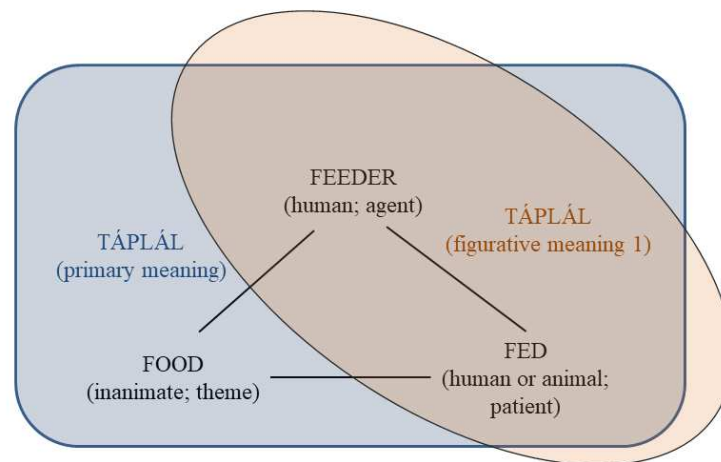 FEEDER
(human; agent)
TÁPLÁL
(primary meaning)
TÁPLÁL
(figurative meaning 1)
FOOD
(inanimate; theme)
FED
(human or animal;
patient)